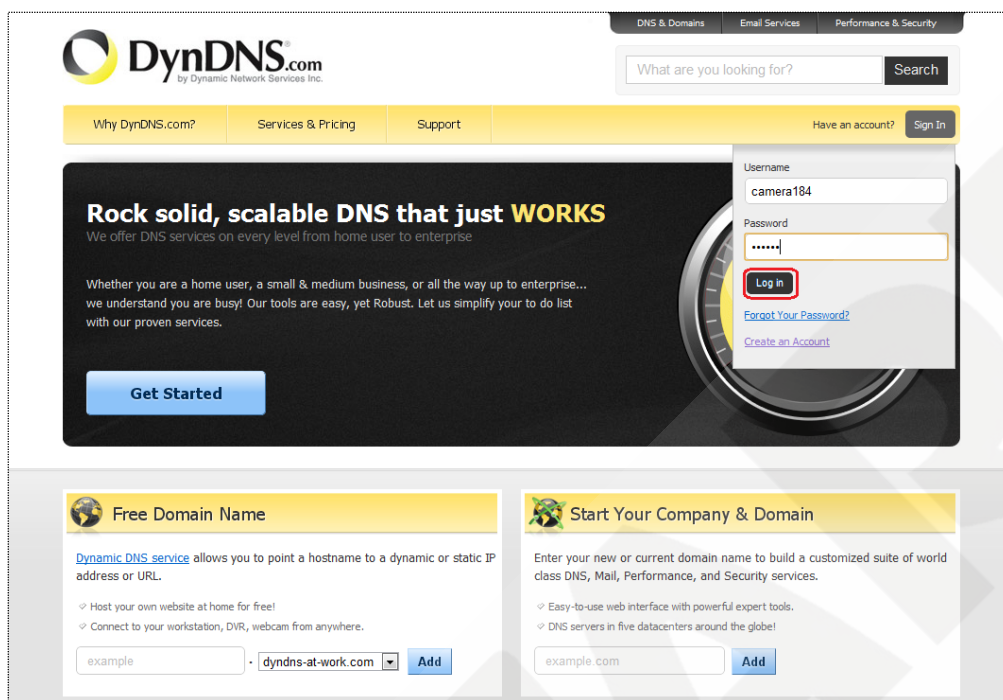 DNS & Domains
Email Services
Performance & Security
DynDNS.com
by Dynamic Network Services Inc.
What are you looking for?
Search
Why DynDNS.com?
Services & Pricing
Support
Have an account?
Sign In
Username
camera184
Password
••••••
Log in
Forgot Your Password?
Create an Account
Rock solid, scalable DNS that just WORKS
We offer DNS services on every level from home user to enterprise
Whether you are a home user, a small & medium business, or all the way up to enterprise...
we understand you are busy! Our tools are easy, yet Robust. Let us simplify your to do list
with our proven services.
Get Started
Free Domain Name
Dynamic DNS service allows you to point a hostname to a dynamic or static IP
address or URL.
Host your own website at home for free!
Connect to your workstation, DVR, webcam from anywhere.
example . dyndns-at-work.com Add
Start Your Company & Domain
Enter your new or current domain name to build a customized suite of world
class DNS, Mail, Performance, and Security services.
Easy-to-use web interface with powerful expert tools.
DNS servers in five datacenters around the globe!
example.com Add